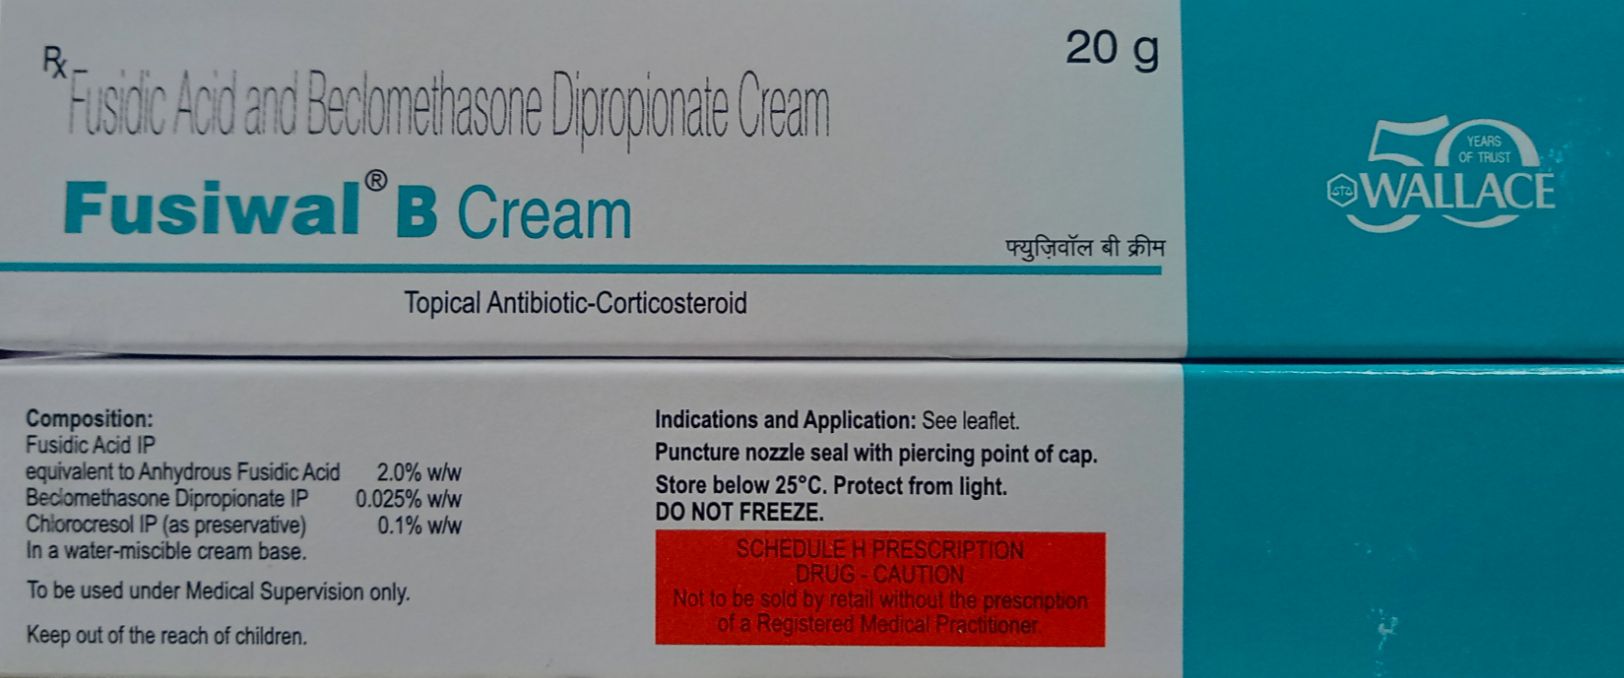 Rx
20 g
Fusidic Acid and Beclomethasone Dipropionate Cream
Fusiwal® B Cream
फ्युज़िवॉल बी क्रीम
Topical Antibiotic-Corticosteroid
50
YEARS
OF TRUST
WALLACE
Composition:
Fusidic Acid IP
equivalent to Anhydrous Fusidic Acid 2.0% w/w
Beclomethasone Dipropionate IP 0.025% w/w
Chlorocresol IP (as preservative) 0.1% w/w
In a water-miscible cream base.
To be used under Medical Supervision only.
Keep out of the reach of children.
Indications and Application: See leaflet.
Puncture nozzle seal with piercing point of cap.
Store below 25°C. Protect from light.
DO NOT FREEZE.
SCHEDULE H PRESCRIPTION
DRUG - CAUTION
Not to be sold by retail without the prescription
of a Registered Medical Practitioner.